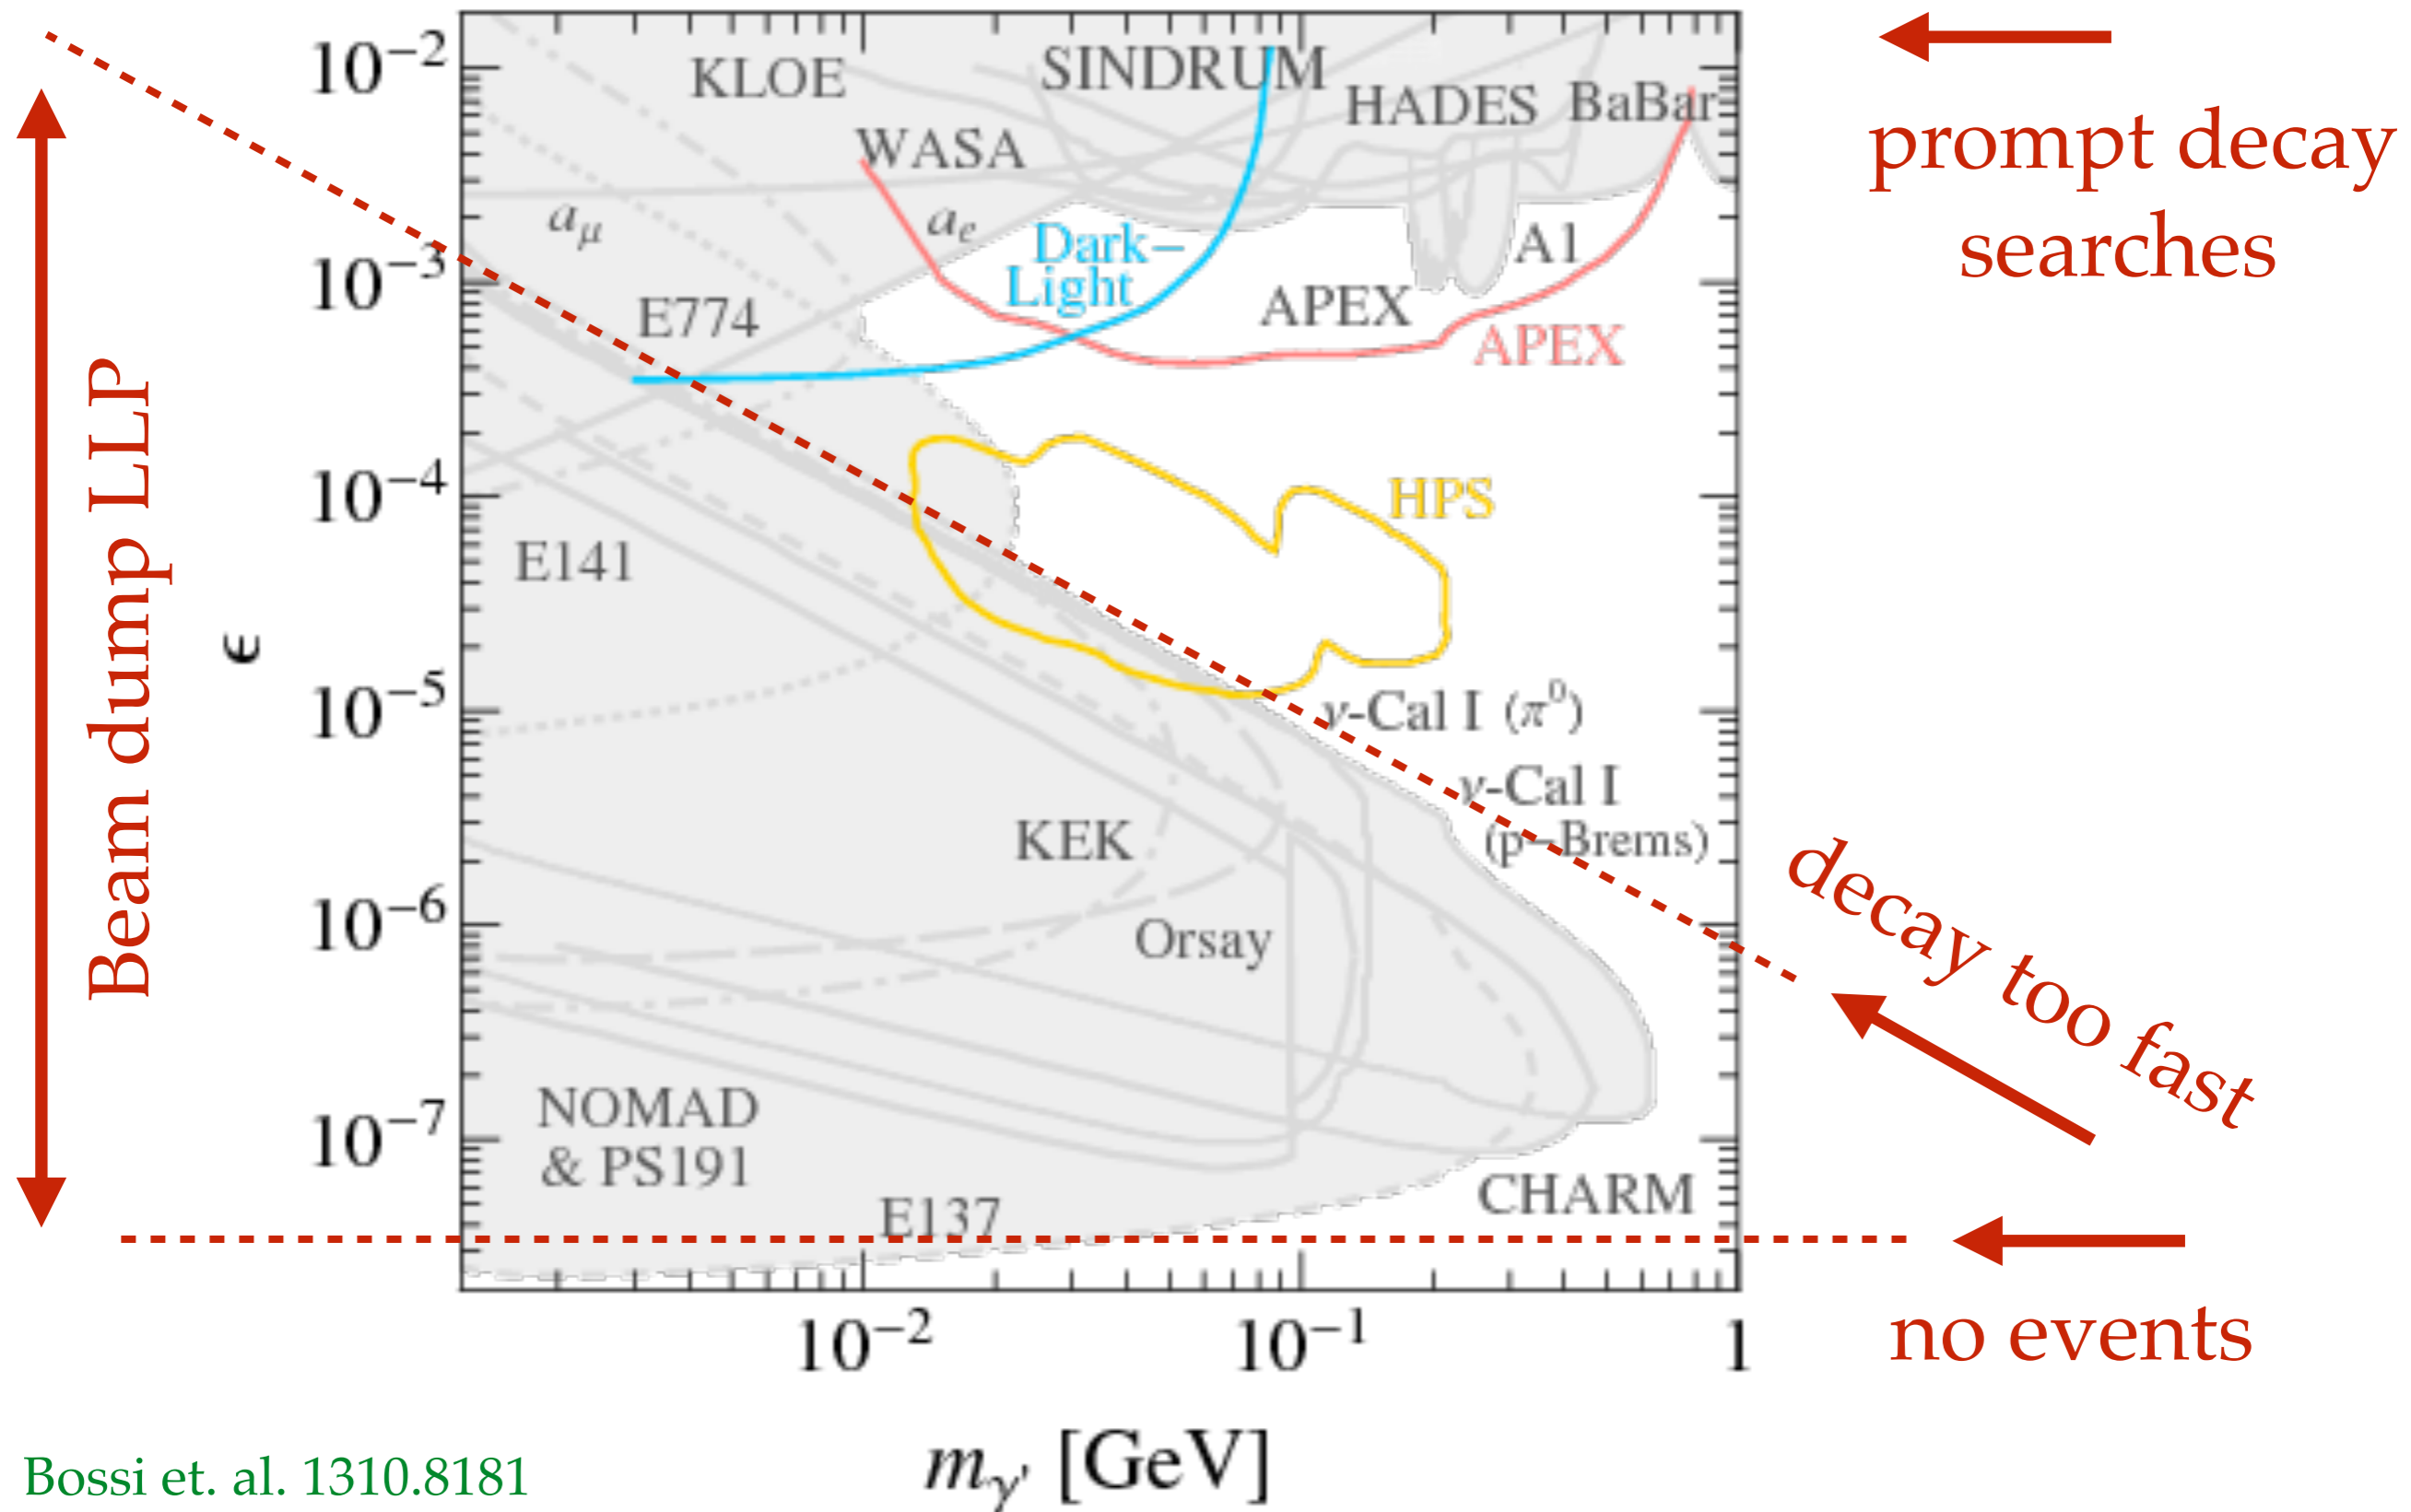 10⁻²
10⁻³
10⁻⁴
10⁻⁵
10⁻⁶
10⁻⁷
ϵ
Beam dump LLP
KLOE
SINDRUM
HADES
BaBar
WASA
aμ
ae
Dark–
Light
A1
E774
APEX
APEX
HPS
E141
ν-Cal I (π⁰)
ν-Cal I
(p–Brems)
KEK
Orsay
NOMAD
& PS191
E137
CHARM
prompt decay
searches
decay too fast
no events
10⁻²
10⁻¹
1
mγ' [GeV]
Bossi et. al. 1310.8181